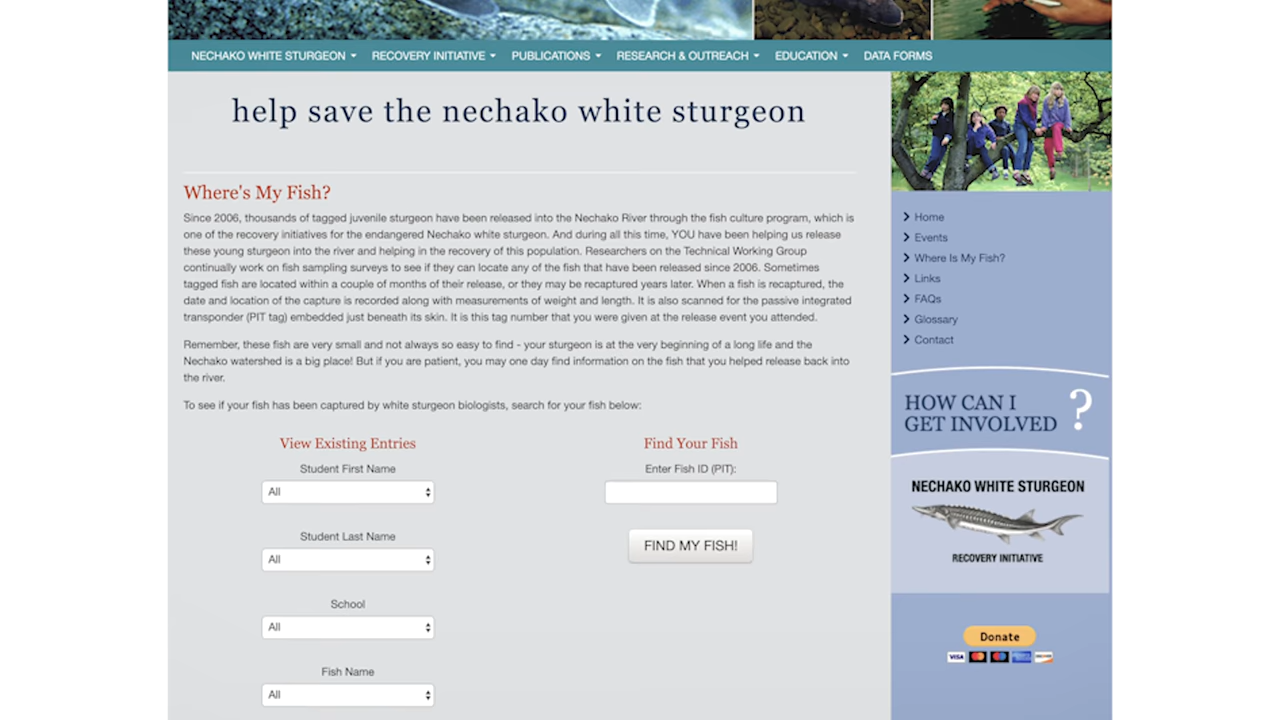 NECHAKO WHITE STURGEON RECOVERY INITIATIVE PUBLICATIONS RESEARCH & OUTREACH EDUCATION DATA FORMS
help save the nechako white sturgeon
Where's My Fish?
Since 2006, thousands of tagged juvenile sturgeon have been released into the Nechako River through the fish culture program, which is
one of the recovery initiatives for the endangered Nechako white sturgeon. And during all this time, YOU have been helping us release
these young sturgeon into the river and helping in the recovery of this population. Researchers on the Technical Working Group
continually work on fish sampling surveys to see if they can locate any of the fish that have been released since 2006. Sometimes
tagged fish are located within a couple of months of their release, or they may be recaptured years later. When a fish is recaptured, the
date and location of the capture is recorded along with measurements of weight and length. It is also scanned for the passive integrated
transponder (PIT tag) embedded just beneath its skin. It is this tag number that you were given at the release event you attended.
Remember, these fish are very small and not always so easy to find - your sturgeon is at the very beginning of a long life and the
Nechako watershed is a big place! But if you are patient, you may one day find information on the fish that you helped release back into
the river.
To see if your fish has been captured by white sturgeon biologists, search for your fish below:
View Existing Entries
Student First Name
All
Student Last Name
All
School
All
Fish Name
All
Find Your Fish
Enter Fish ID (PIT):
FIND MY FISH!
Home
Events
Where Is My Fish?
Links
FAQs
Glossary
Contact
HOW CAN I
GET INVOLVED ?
NECHAKO WHITE STURGEON
RECOVERY INITIATIVE
Donate
VISA